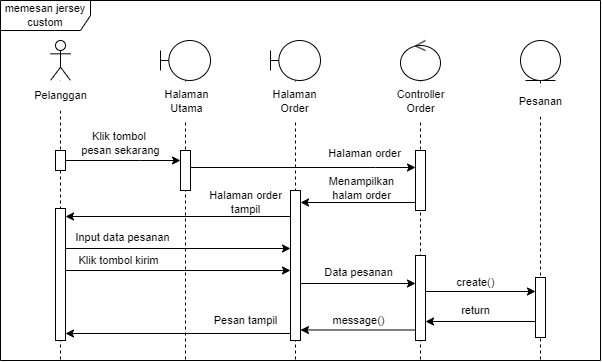 memesan jersey
custom
Pelanggan
Halaman
Utama
Halaman
Order
Controller
Order
Pesanan
Klik tombol
pesan sekarang
Halaman order
Menampilkan
halam order
Halaman order
tampil
Input data pesanan
Klik tombol kirim
Data pesanan
create()
return
message()
Pesan tampil